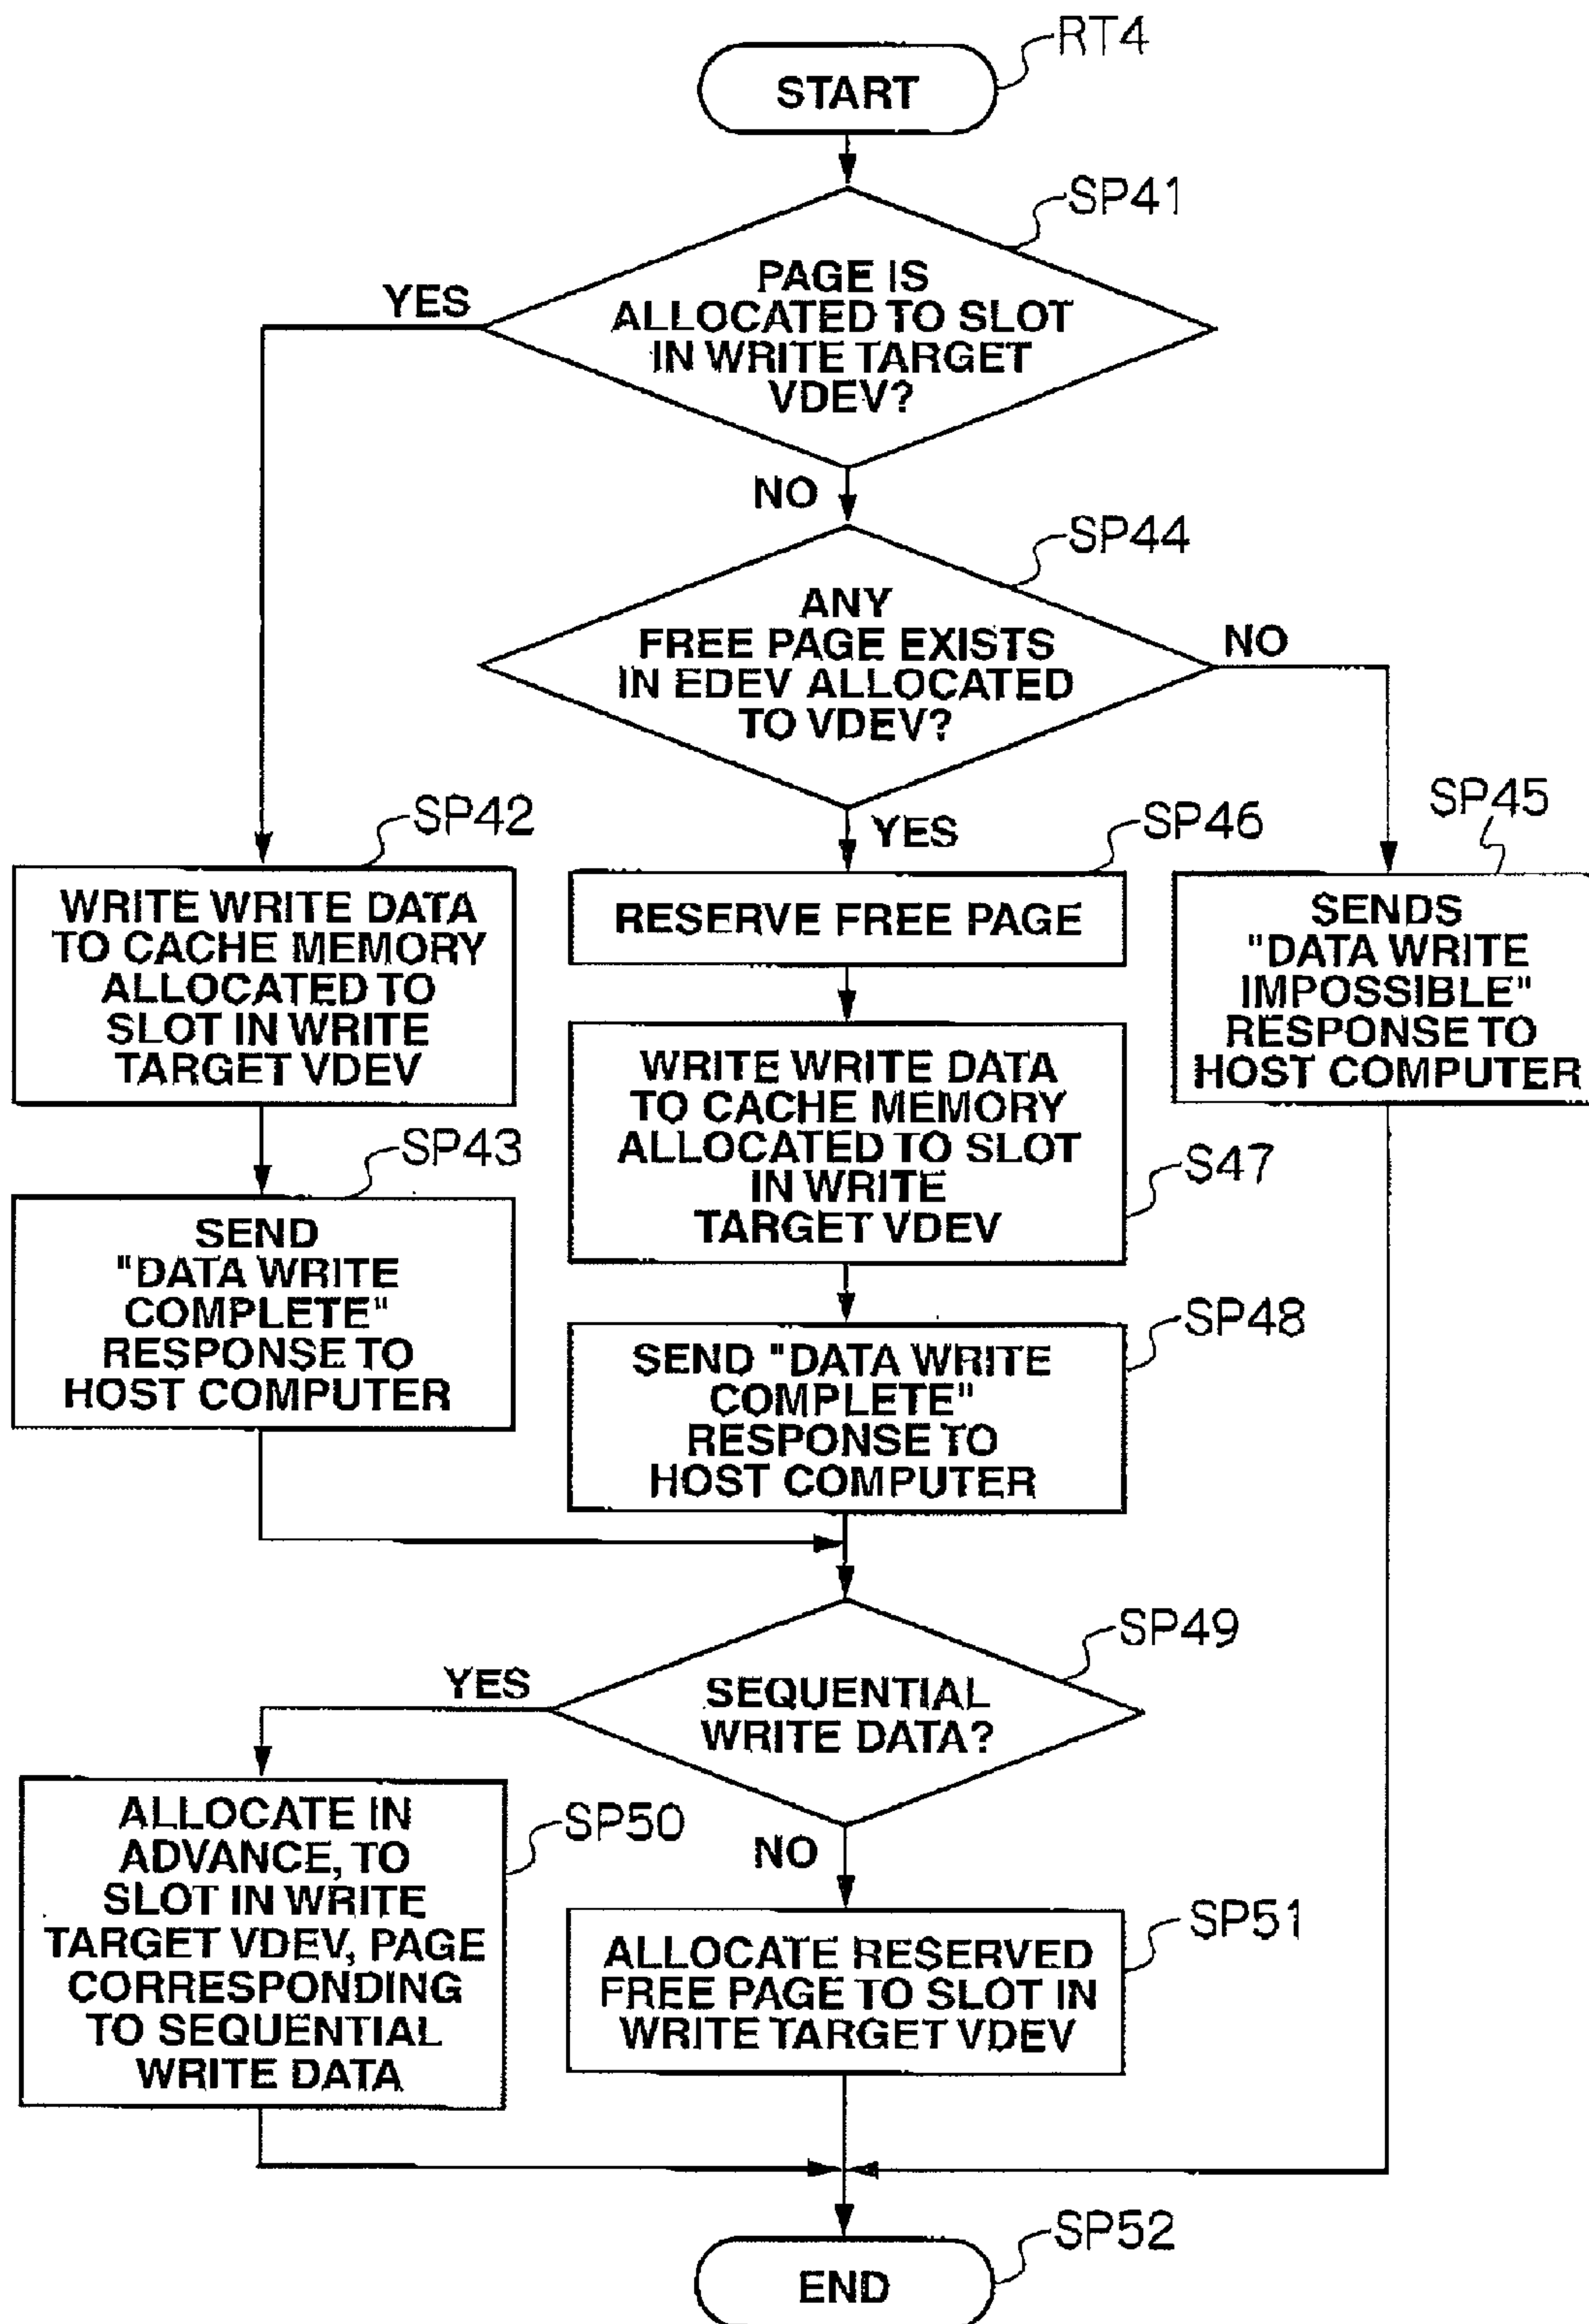 RT4
START
SP41
PAGE IS
ALLOCATED TO SLOT
IN WRITE TARGET
VDEV?
YES
NO
SP44
ANY
FREE PAGE EXISTS
IN EDEV ALLOCATED
TO VDEV?
NO
YES
SP42
WRITE WRITE DATA
TO CACHE MEMORY
ALLOCATED TO
SLOT IN WRITE
TARGET VDEV
SP46
RESERVE FREE PAGE
SP45
SENDS
"DATA WRITE
IMPOSSIBLE"
RESPONSE TO
HOST COMPUTER
SP43
SEND
"DATA WRITE
COMPLETE"
RESPONSE TO
HOST COMPUTER
WRITE WRITE DATA
TO CACHE MEMORY
ALLOCATED TO SLOT
IN WRITE
TARGET VDEV
S47
SP48
SEND "DATA WRITE
COMPLETE"
RESPONSE TO
HOST COMPUTER
SP49
SEQUENTIAL
WRITE DATA?
YES
NO
SP50
ALLOCATE IN
ADVANCE, TO
SLOT IN WRITE
TARGET VDEV, PAGE
CORRESPONDING
TO SEQUENTIAL
WRITE DATA
SP51
ALLOCATE RESERVED
FREE PAGE TO SLOT IN
WRITE TARGET VDEV
SP52
END